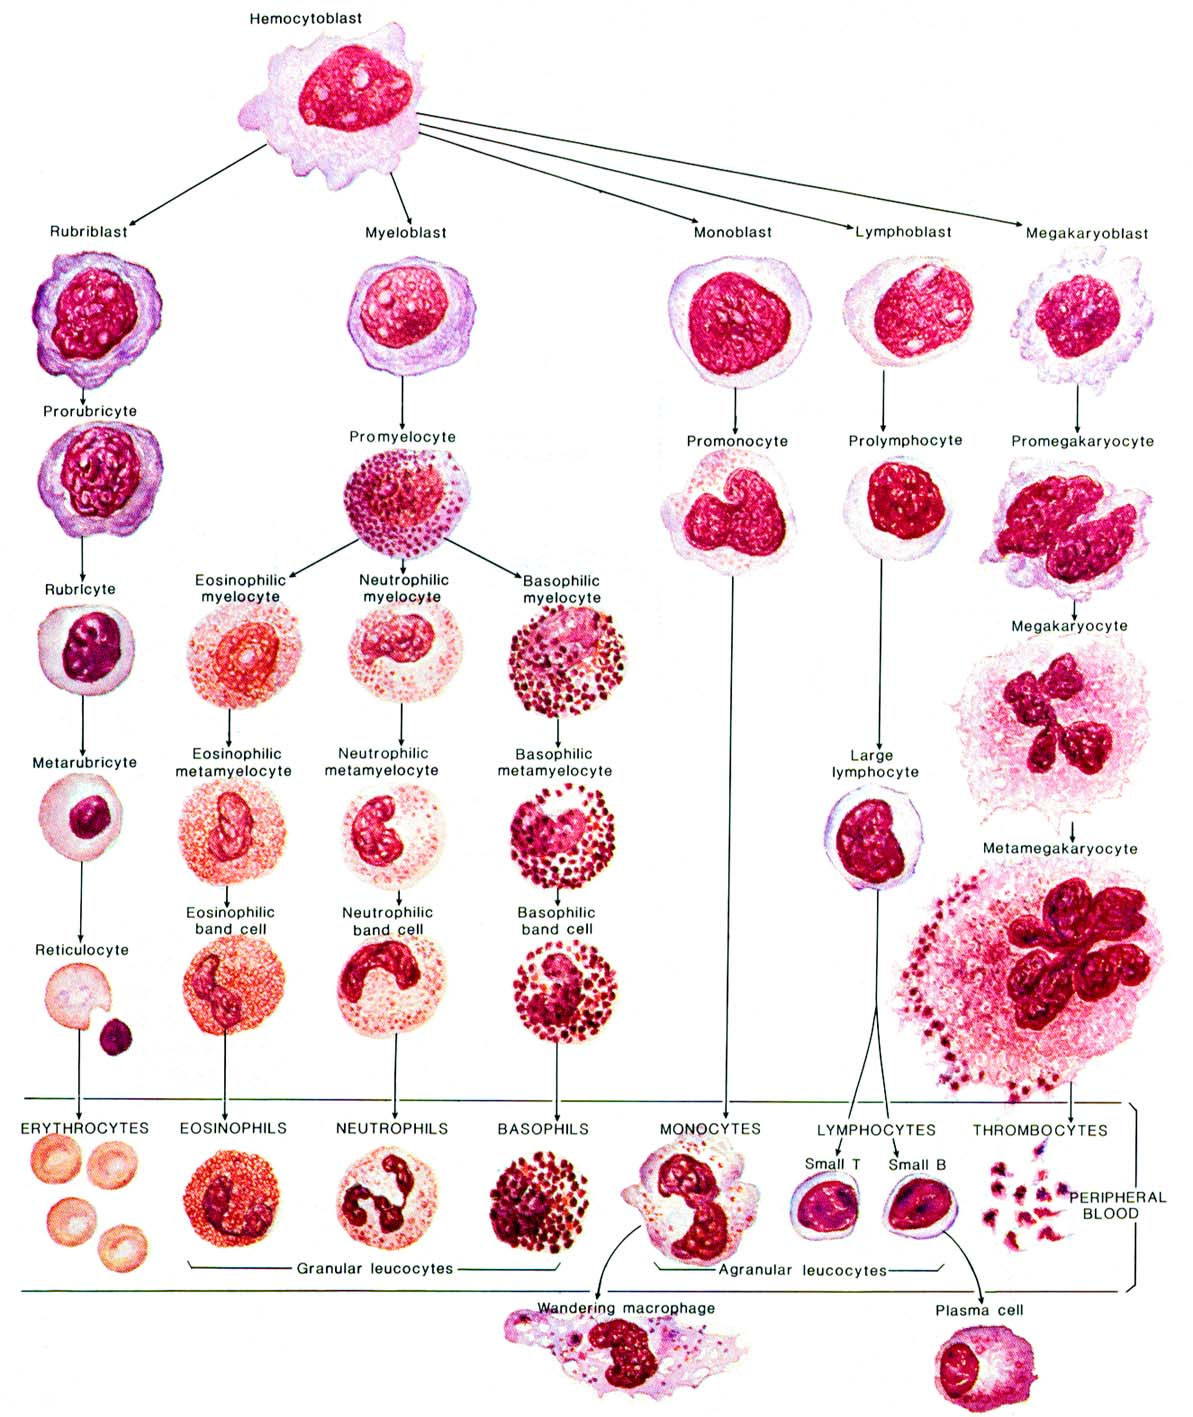 Hemocytoblast
Rubriblast
Myeloblast
Monoblast
Lymphoblast
Megakaryoblast
Prorubricyte
Promyelocyte
Promonocyte
Prolymphocyte
Promegakaryocyte
Rubricyte
Eosinophilic
myelocyte
Neutrophilic
myelocyte
Basophilic
myelocyte
Megakaryocyte
Metarubricyte
Eosinophilic
metamyelocyte
Neutrophilic
metamyelocyte
Basophilic
metamyelocyte
Large
lymphocyte
Metamegakaryocyte
Reticulocyte
Eosinophilic
band cell
Neutrophilic
band cell
Basophilic
band cell
ERYTHROCYTES
EOSINOPHILS
NEUTROPHILS
BASOPHILS
MONOCYTES
LYMPHOCYTES
Small T
Small B
THROMBOCYTES
PERIPHERAL
BLOOD
Granular leucocytes
Agranular leucocytes
Wandering macrophage
Plasma cell